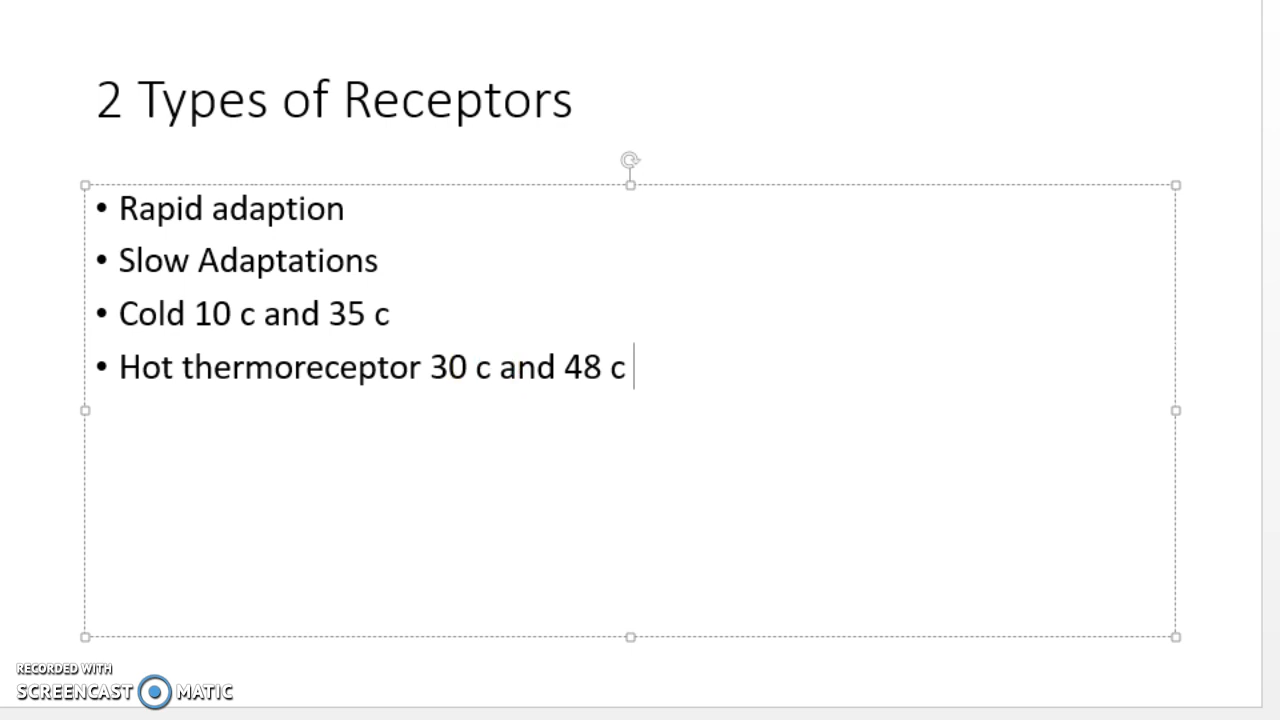 2 Types of Receptors
• Rapid adaption
• Slow Adaptations
• Cold 10 c and 35 c
• Hot thermoreceptor 30 c and 48 c
RECORDED WITH
SCREENCAST MATIC